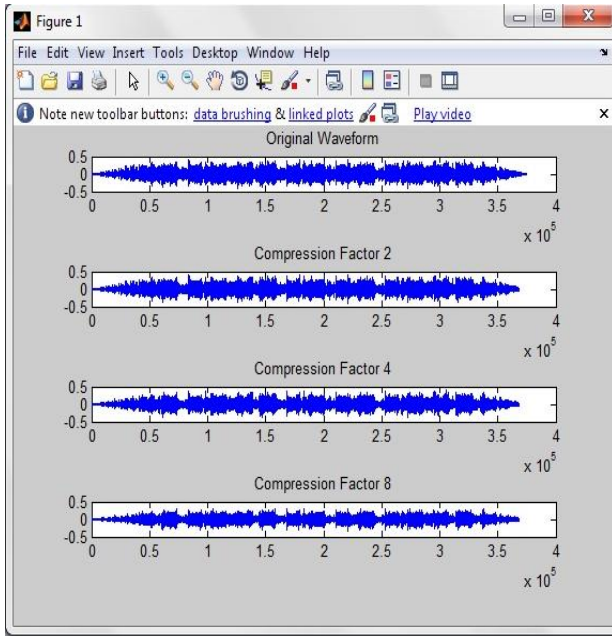 Figure 1
File Edit View Insert Tools Desktop Window Help
Note new toolbar buttons: data brushing & linked plots Play video x
Original Waveform
0.5
0
-0.5
0 0.5 1 1.5 2 2.5 3 3.5 4
x 10^5
Compression Factor 2
0.5
0
-0.5
0 0.5 1 1.5 2 2.5 3 3.5 4
x 10^5
Compression Factor 4
0.5
0
-0.5
0 0.5 1 1.5 2 2.5 3 3.5 4
x 10^5
Compression Factor 8
0.5
0
-0.5
0 0.5 1 1.5 2 2.5 3 3.5 4
x 10^5